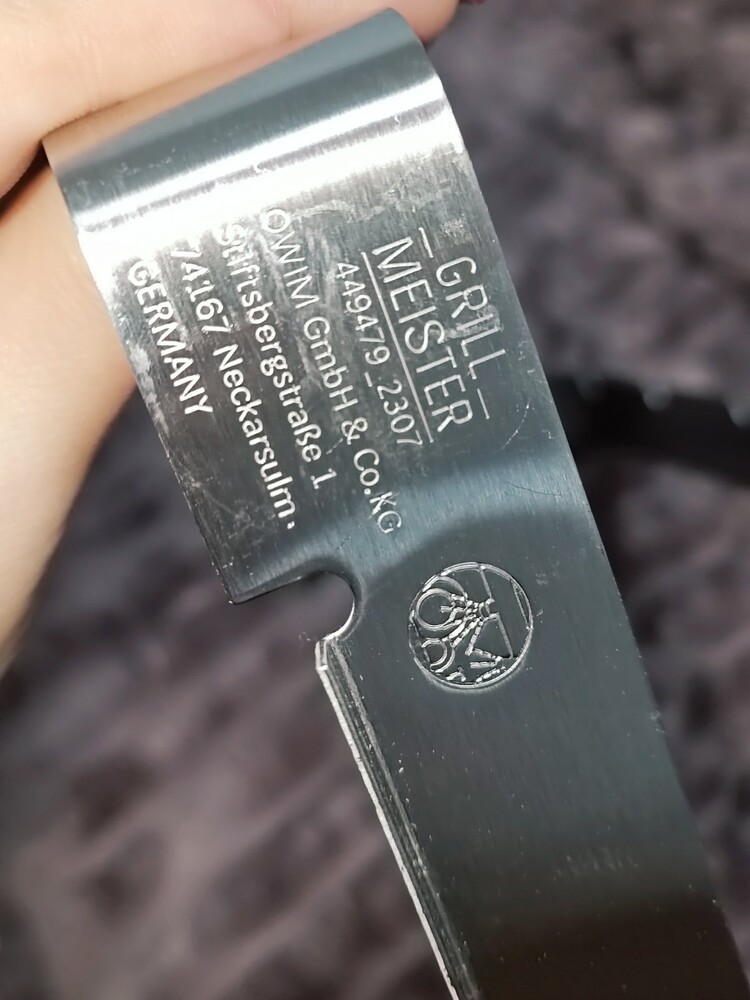 GRILL
MEISTER
449479_2307
OWIM GmbH & Co.KG
Stiftsbergstraße 1
74167 Neckarsulm
GERMANY